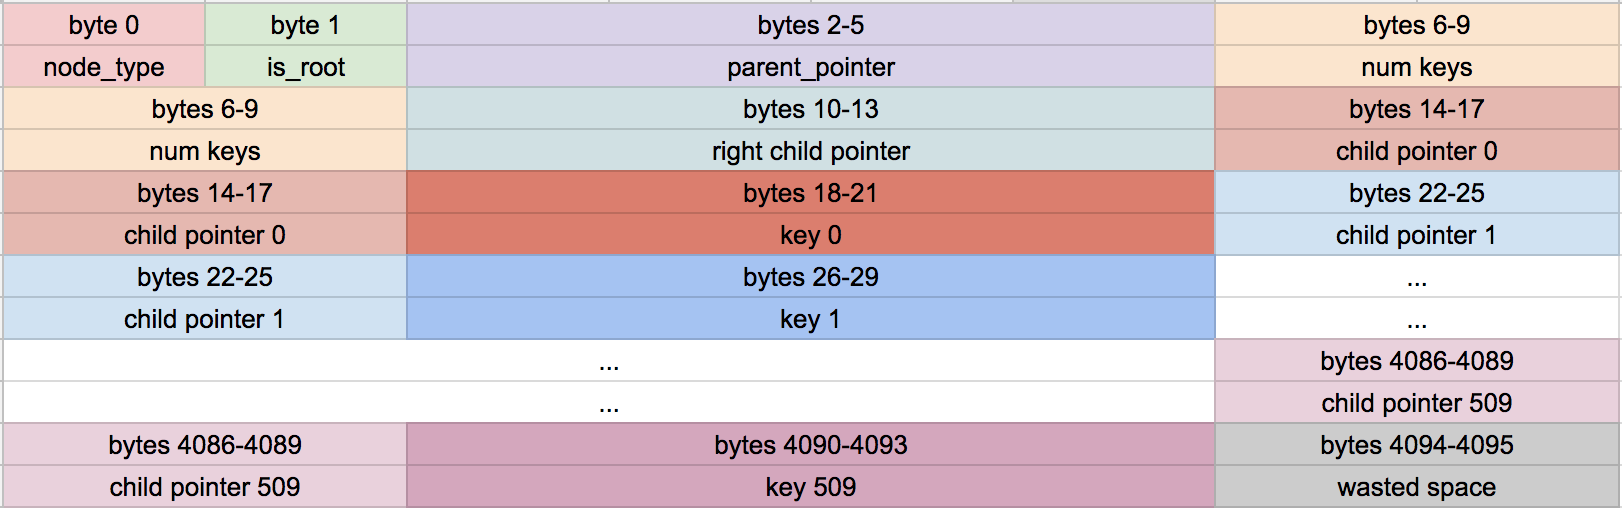 byte 0 byte 1 bytes 2-5 bytes 6-9
node_type is_root parent_pointer num keys
bytes 6-9 bytes 10-13 bytes 14-17
num keys right child pointer child pointer 0
bytes 14-17 bytes 18-21 bytes 22-25
child pointer 0 key 0 child pointer 1
bytes 22-25 bytes 26-29 ...
child pointer 1 key 1 ...
... bytes 4086-4089
... child pointer 509
bytes 4086-4089 bytes 4090-4093 bytes 4094-4095
child pointer 509 key 509 wasted space